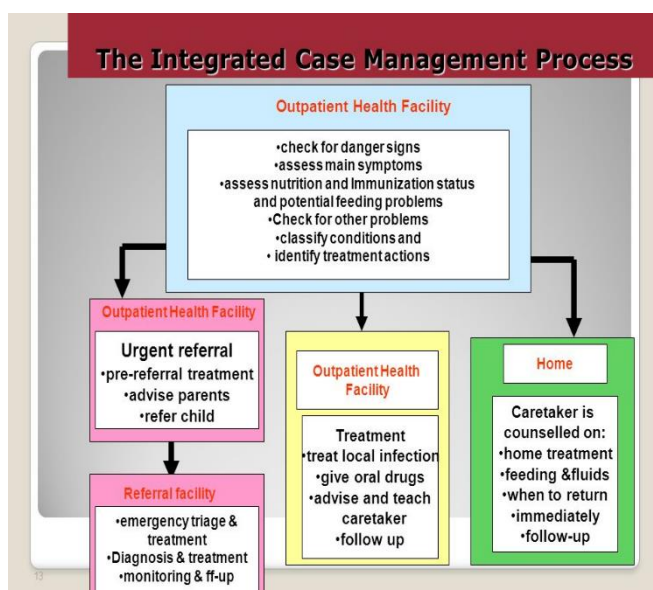 The Integrated Case Management Process
Outpatient Health Facility
•check for danger signs
•assess main symptoms
•assess nutrition and Immunization status
and potential feeding problems
•Check for other problems
•classify conditions and
• identify treatment actions
Outpatient Health Facility
Urgent referral
•pre-referral treatment
•advise parents
•refer child
Referral facility
•emergency triage &
treatment
•Diagnosis & treatment
•monitoring & ff-up
Outpatient Health
Facility
Treatment
•treat local infection
•give oral drugs
•advise and teach
caretaker
•follow up
Home
Caretaker is
counselled on:
•home treatment
•feeding &fluids
•when to return
•immediately
•follow-up
13